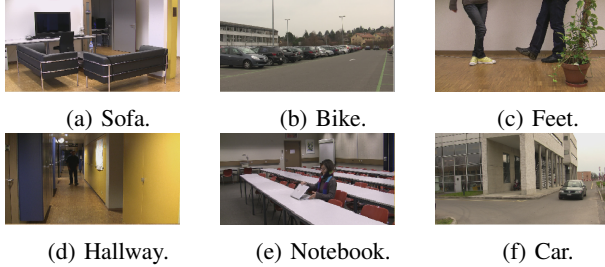 (a) Sofa.
(b) Bike.
(c) Feet.
(d) Hallway.
(e) Notebook.
(f) Car.